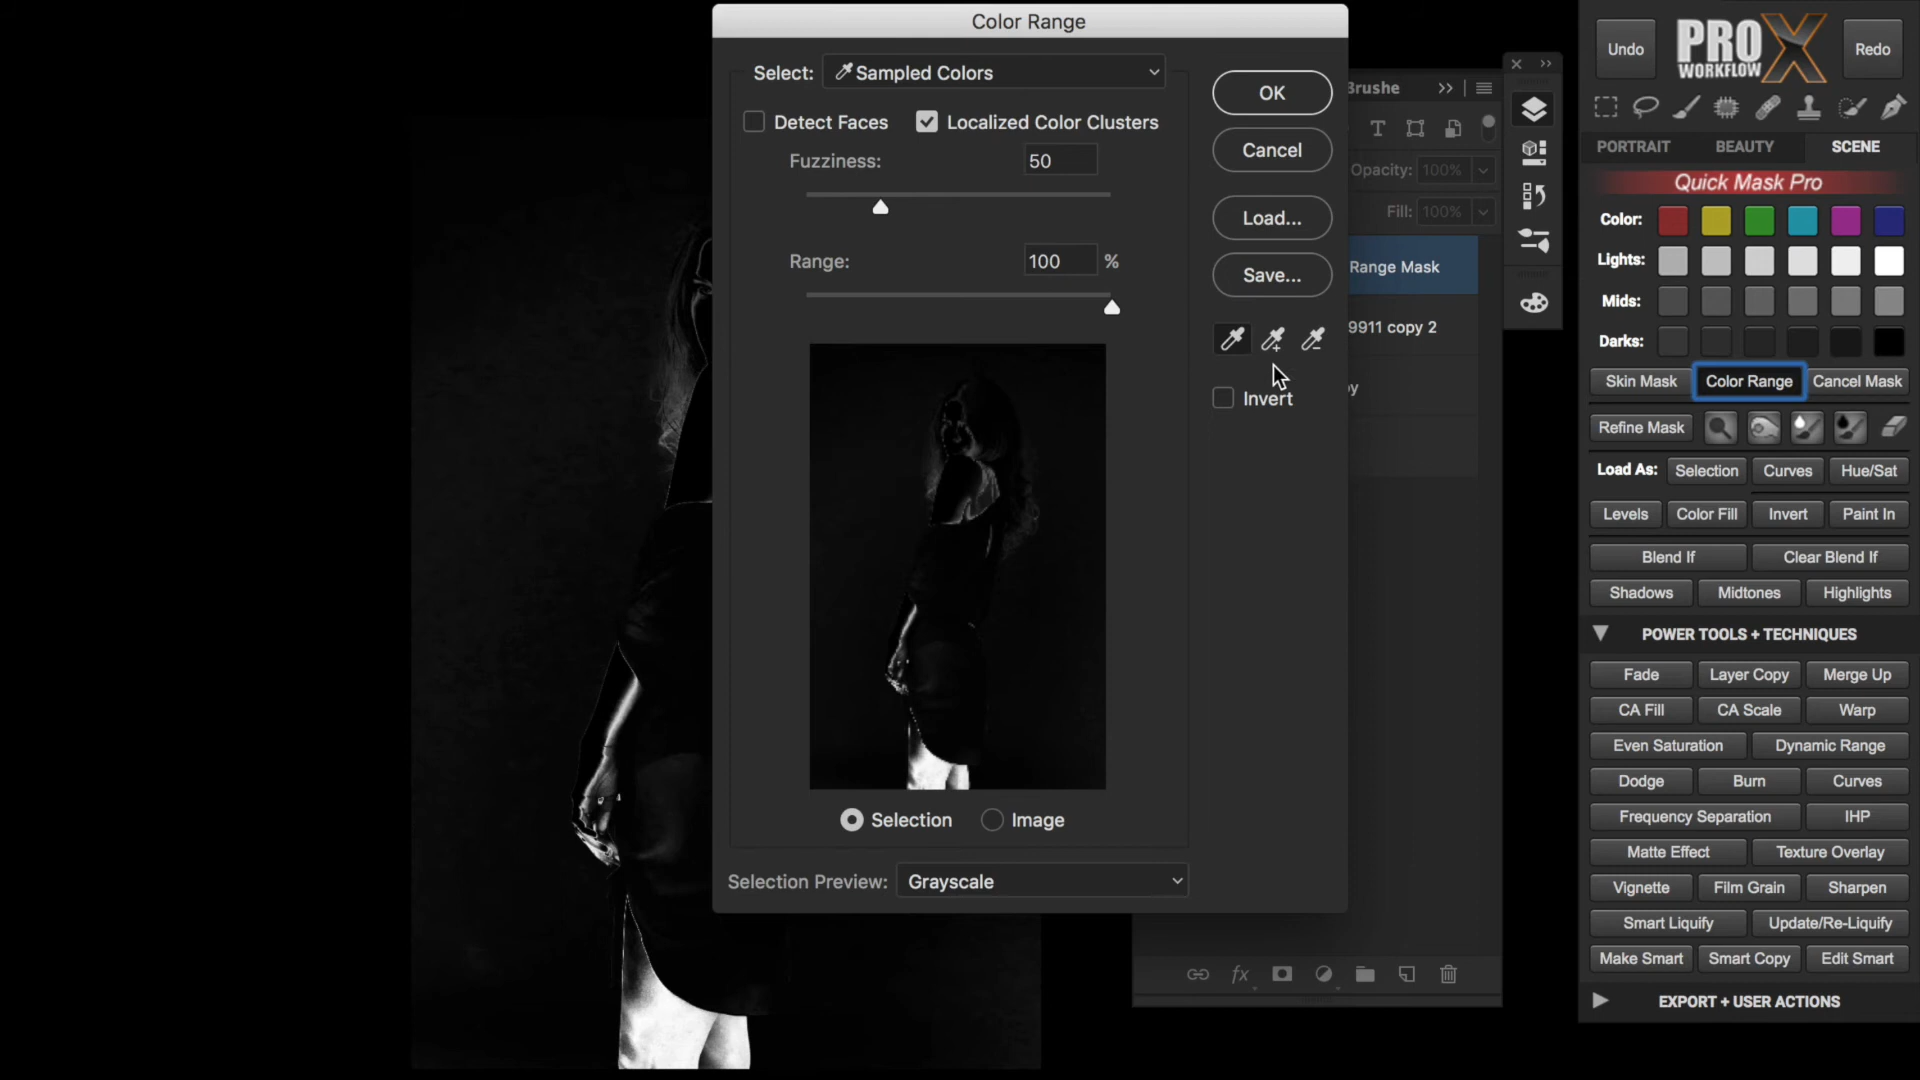 Color Range
Select: Sampled Colors
Detect Faces Localized Color Clusters
Fuzziness: 50
Range: 100 %
OK
Cancel
Load...
Save...
Invert
Selection Image
Selection Preview: Grayscale
Brushe
Opacity: 100%
Fill: 100%
Range Mask
9911 copy 2
T
fx
Undo PRO WORKFLOW X Redo
PORTRAIT BEAUTY SCENE
Quick Mask Pro
Color:
Lights:
Mids:
Darks:
Skin Mask Color Range Cancel Mask
Refine Mask
Load As: Selection Curves Hue/Sat
Levels Color Fill Invert Paint In
Blend If Clear Blend If
Shadows Midtones Highlights
POWER TOOLS + TECHNIQUES
Fade Layer Copy Merge Up
CA Fill CA Scale Warp
Even Saturation Dynamic Range
Dodge Burn Curves
Frequency Separation IHP
Matte Effect Texture Overlay
Vignette Film Grain Sharpen
Smart Liquify Update/Re-Liquify
Make Smart Smart Copy Edit Smart
EXPORT + USER ACTIONS